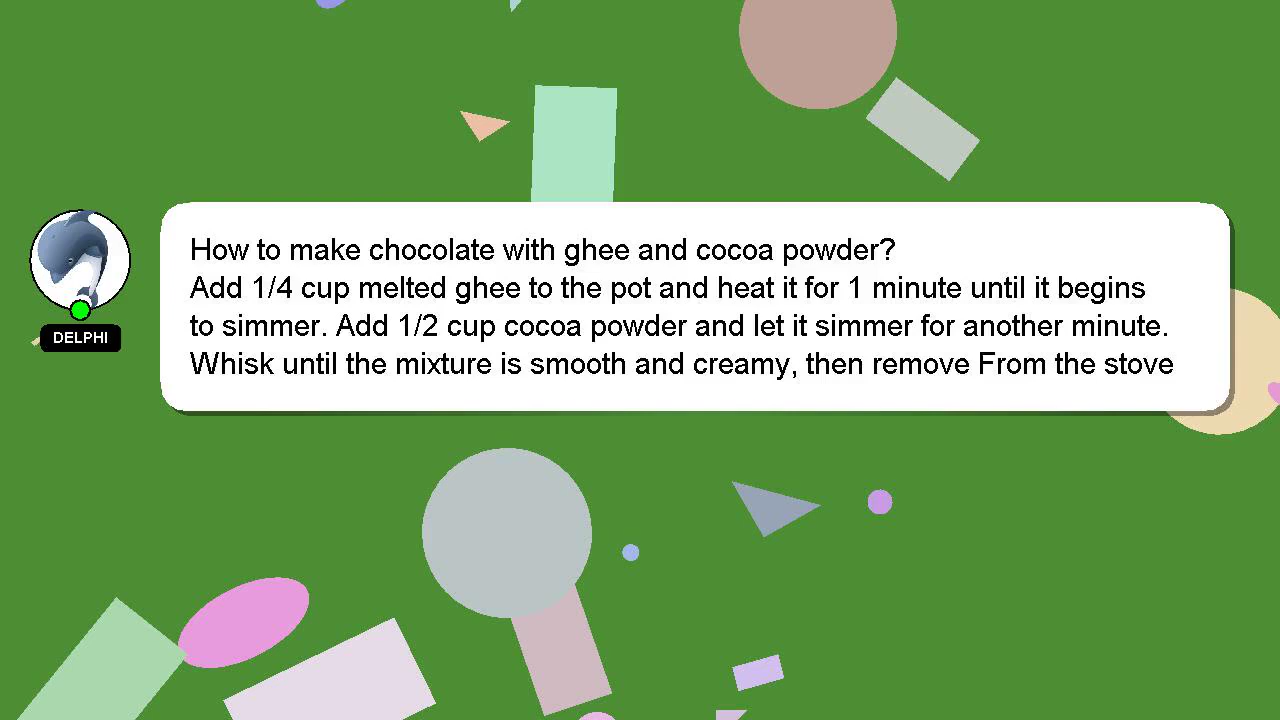 How to make chocolate with ghee and cocoa powder?
Add 1/4 cup melted ghee to the pot and heat it for 1 minute until it begins
to simmer. Add 1/2 cup cocoa powder and let it simmer for another minute.
Whisk until the mixture is smooth and creamy, then remove From the stove
DELPHI